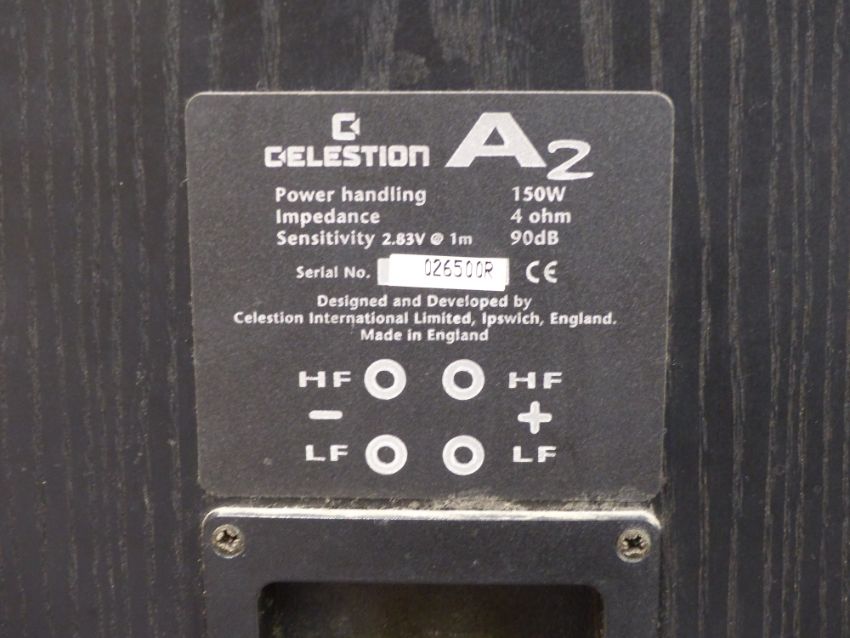 CELESTION A2
Power handling 150W
Impedance 4 ohm
Sensitivity 2.83V @ 1m 90dB
Serial No. 026500R CE
Designed and Developed by
Celestion International Limited, Ipswich, England.
Made in England
HF HF
− +
LF LF